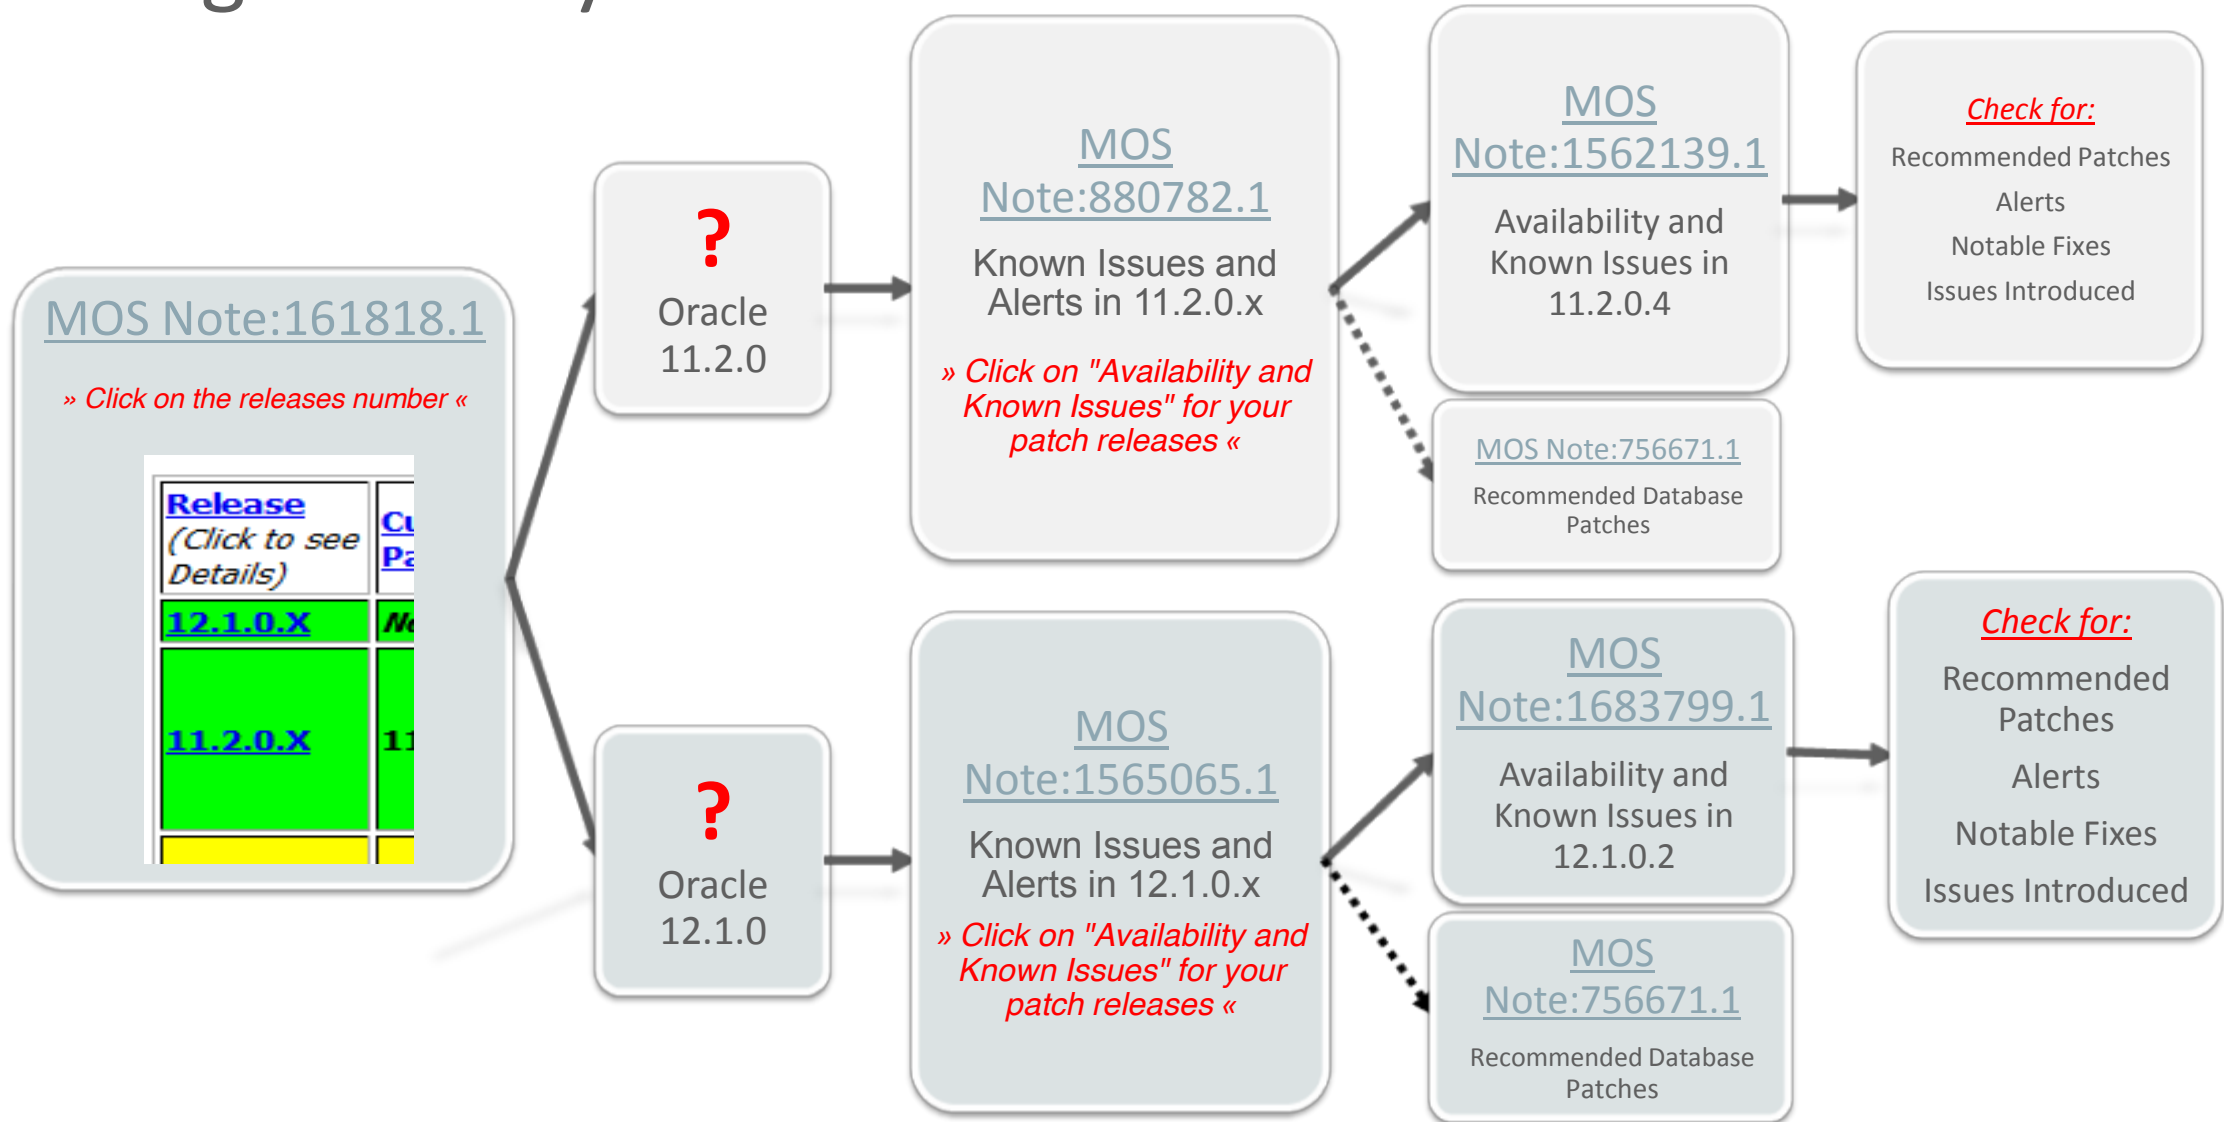 MOS Note:161818.1
» Click on the releases number «
Release
(Click to see
Details)
12.1.0.X
11.2.0.X
11
?
Oracle
11.2.0
MOS
Note:880782.1
Known Issues and
Alerts in 11.2.0.x
» Click on "Availability and
Known Issues" for your
patch releases «
MOS
Note:1562139.1
Availability and
Known Issues in
11.2.0.4
Check for:
Recommended Patches
Alerts
Notable Fixes
Issues Introduced
MOS Note:756671.1
Recommended Database
Patches
?
Oracle
12.1.0
MOS
Note:1565065.1
Known Issues and
Alerts in 12.1.0.x
» Click on "Availability and
Known Issues" for your
patch releases «
MOS
Note:1683799.1
Availability and
Known Issues in
12.1.0.2
Check for:
Recommended
Patches
Alerts
Notable Fixes
Issues Introduced
MOS
Note:756671.1
Recommended Database
Patches